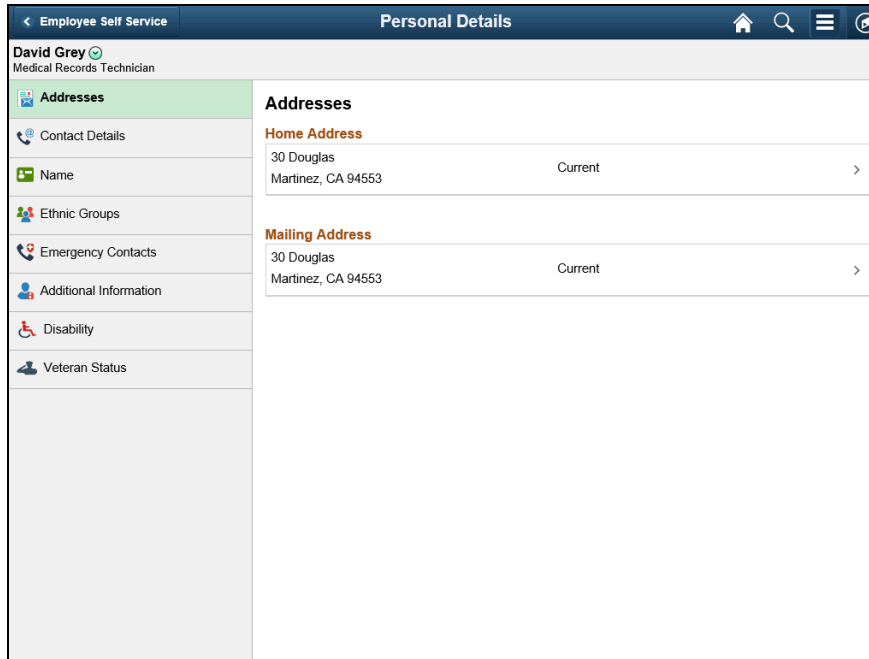 Employee Self Service
Personal Details
David Grey
Medical Records Technician
Addresses
Contact Details
Name
Ethnic Groups
Emergency Contacts
Additional Information
Disability
Veteran Status
Addresses
Home Address
30 Douglas
Martinez, CA 94553
Current
Mailing Address
30 Douglas
Martinez, CA 94553
Current